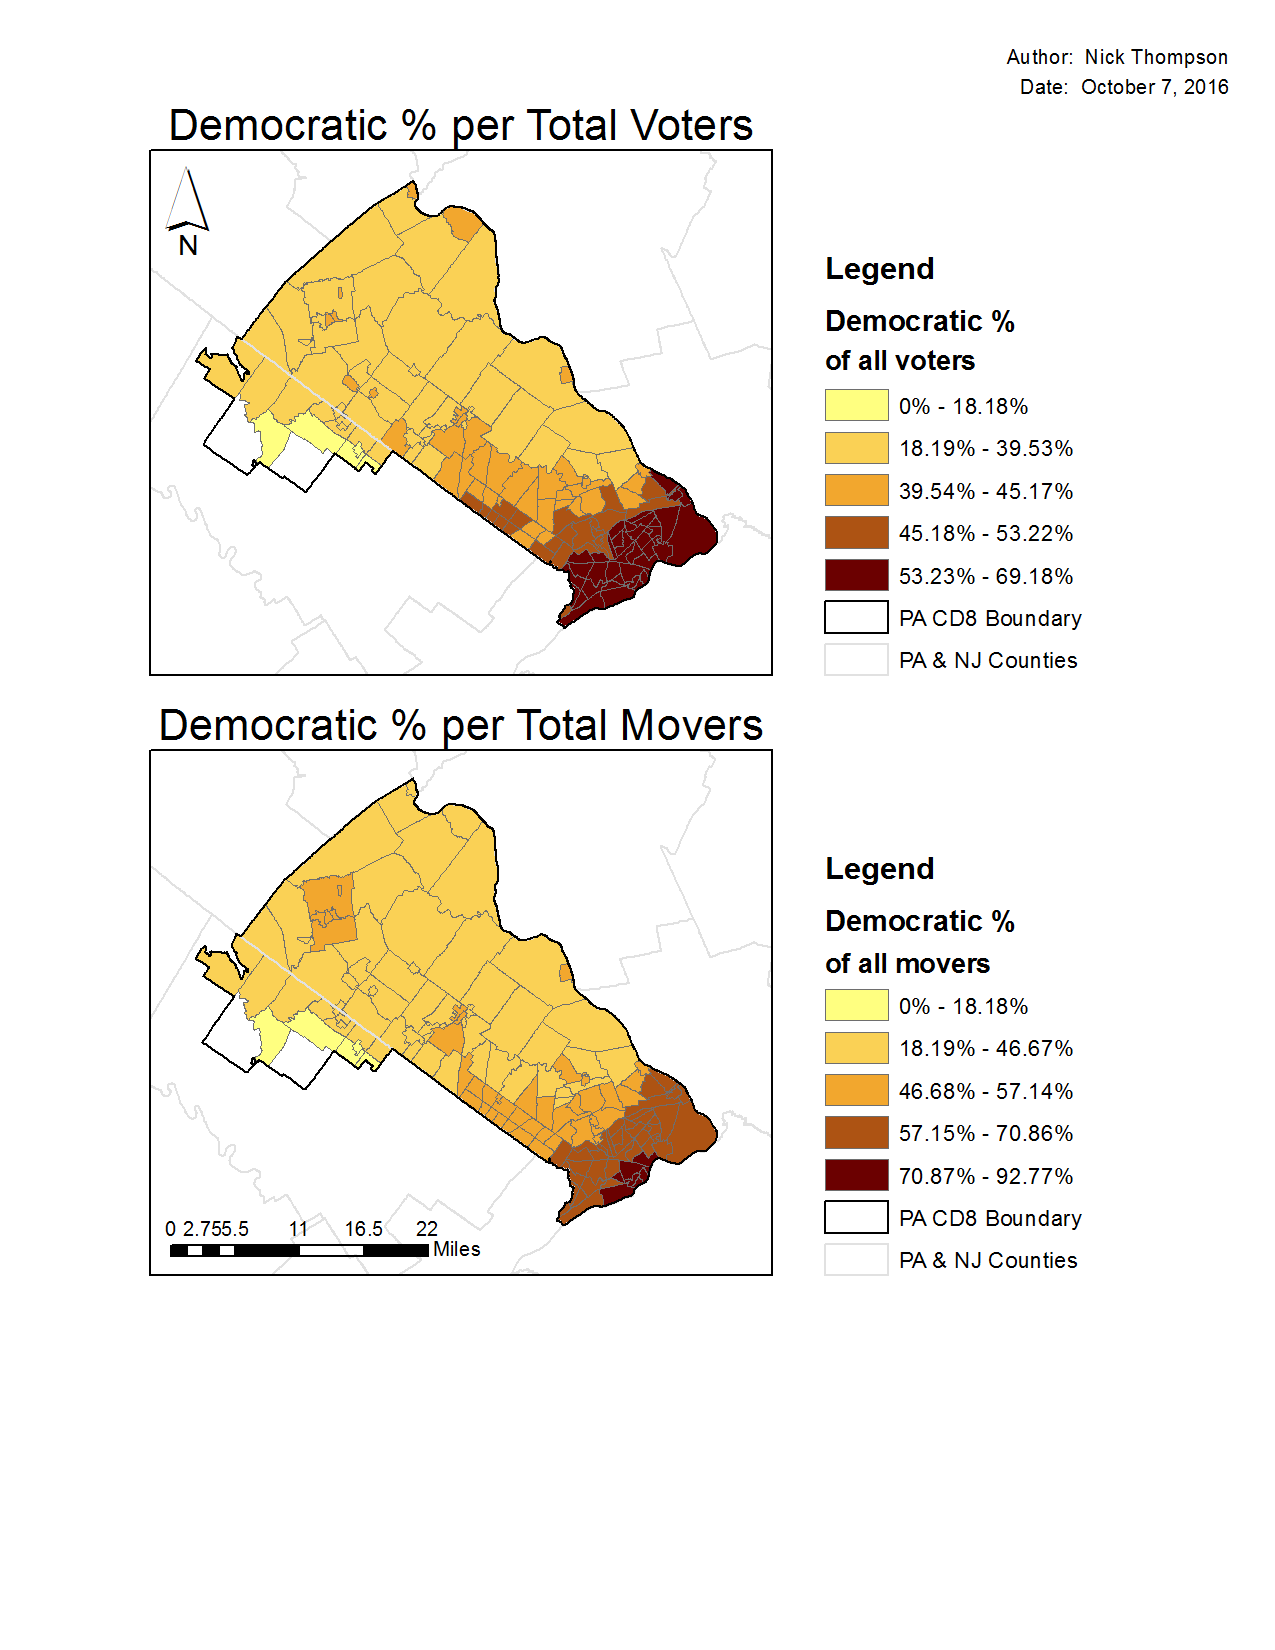 Author: Nick Thompson
Date: October 7, 2016
Democratic % per Total Voters
N
Legend
Democratic %
of all voters
0% - 18.18%
18.19% - 39.53%
39.54% - 45.17%
45.18% - 53.22%
53.23% - 69.18%
PA CD8 Boundary
PA & NJ Counties
Democratic % per Total Movers
0 2.75 5.5 11 16.5 22
Miles
Legend
Democratic %
of all movers
0% - 18.18%
18.19% - 46.67%
46.68% - 57.14%
57.15% - 70.86%
70.87% - 92.77%
PA CD8 Boundary
PA & NJ Counties